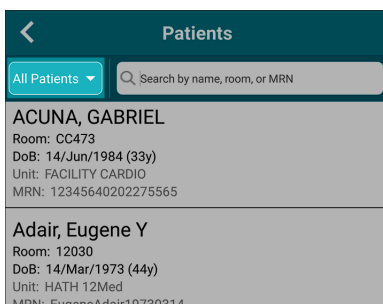 Patients
All Patients
Search by name, room, or MRN
ACUNA, GABRIEL
Room: CC473
DoB: 14/Jun/1984 (33y)
Unit: FACILITY CARDIO
MRN: 12345640202275565
Adair, Eugene Y
Room: 12030
DoB: 14/Mar/1973 (44y)
Unit: HATH 12Med
MRN: EugeneAdair19730314